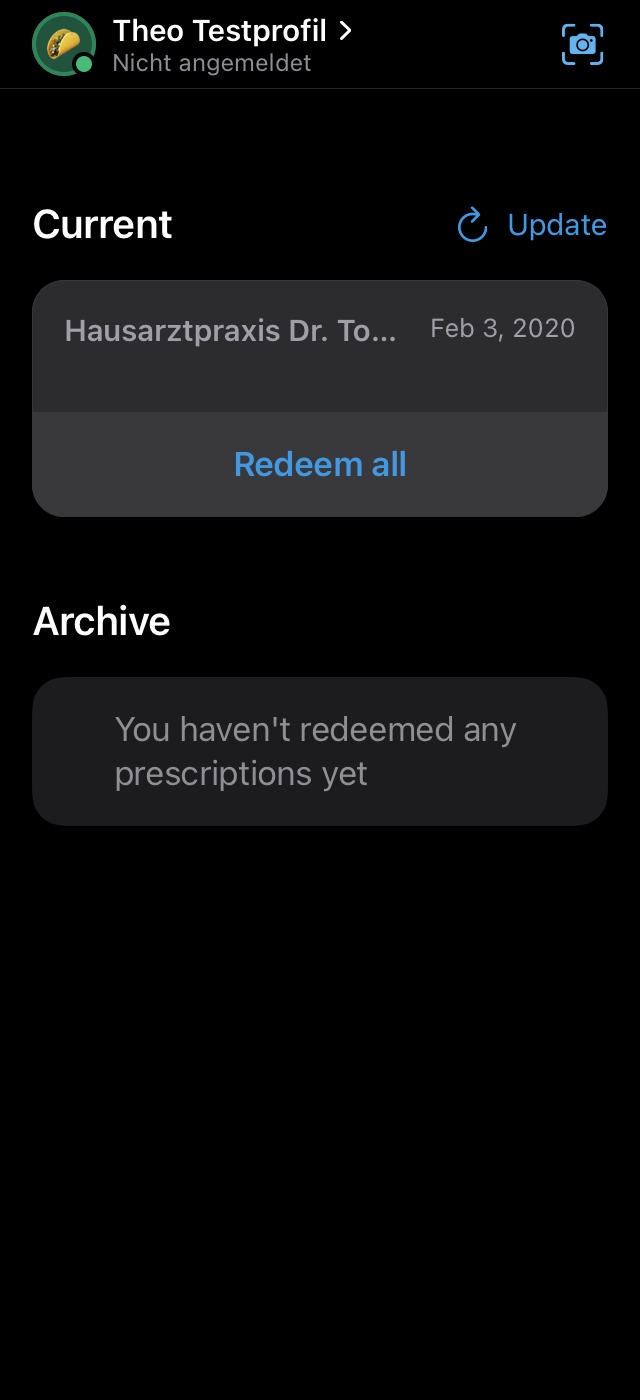 Theo Testprofil
Nicht angemeldet
Current
Update
Hausarztpraxis Dr. To...
Feb 3, 2020
Redeem all
Archive
You haven't redeemed any
prescriptions yet